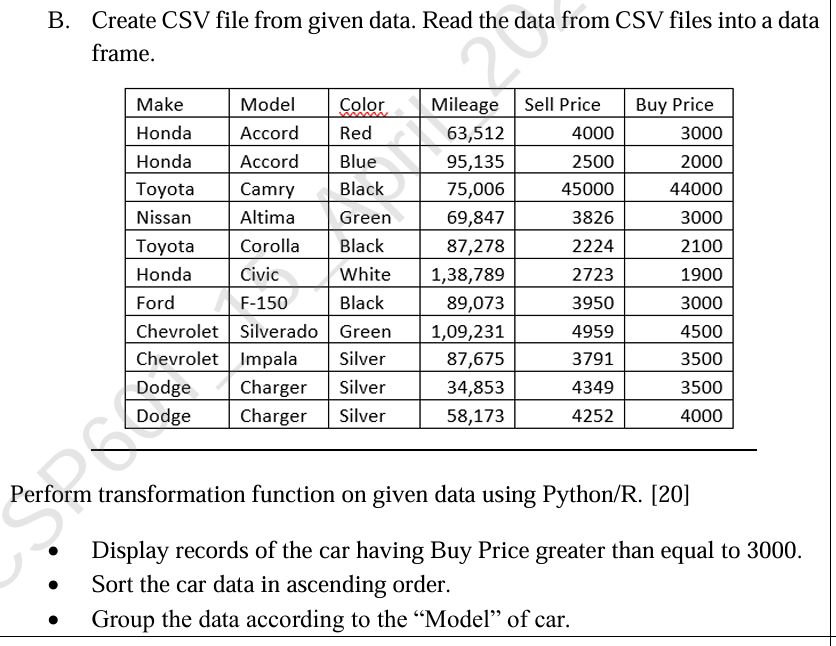 B. Create CSV file from given data. Read the data from CSV files into a data
frame.
Make Model Color Mileage Sell Price Buy Price
Honda Accord Red 63,512 4000 3000
Honda Accord Blue 95,135 2500 2000
Toyota Camry Black 75,006 45000 44000
Nissan Altima Green 69,847 3826 3000
Toyota Corolla Black 87,278 2224 2100
Honda Civic White 1,38,789 2723 1900
Ford F-150 Black 89,073 3950 3000
Chevrolet Silverado Green 1,09,231 4959 4500
Chevrolet Impala Silver 87,675 3791 3500
Dodge Charger Silver 34,853 4349 3500
Dodge Charger Silver 58,173 4252 4000
Perform transformation function on given data using Python/R. [20]
• Display records of the car having Buy Price greater than equal to 3000.
• Sort the car data in ascending order.
• Group the data according to the “Model” of car.